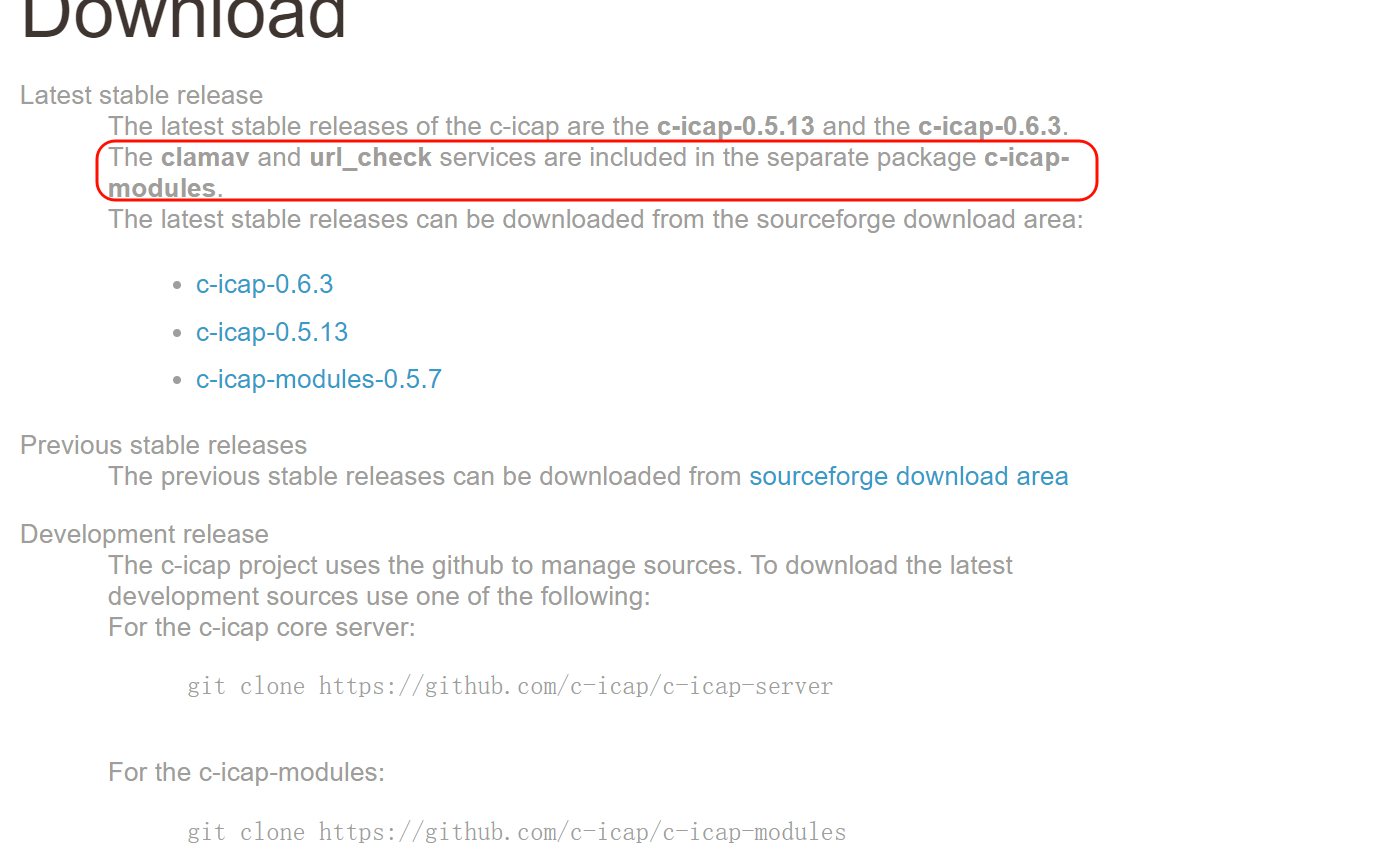 Download
Latest stable release
The latest stable releases of the c-icap are the c-icap-0.5.13 and the c-icap-0.6.3.
The clamav and url_check services are included in the separate package c-icap-
modules.
The latest stable releases can be downloaded from the sourceforge download area:
• c-icap-0.6.3
• c-icap-0.5.13
• c-icap-modules-0.5.7
Previous stable releases
The previous stable releases can be downloaded from sourceforge download area
Development release
The c-icap project uses the github to manage sources. To download the latest
development sources use one of the following:
For the c-icap core server:
git clone https://github.com/c-icap/c-icap-server
For the c-icap-modules:
git clone https://github.com/c-icap/c-icap-modules